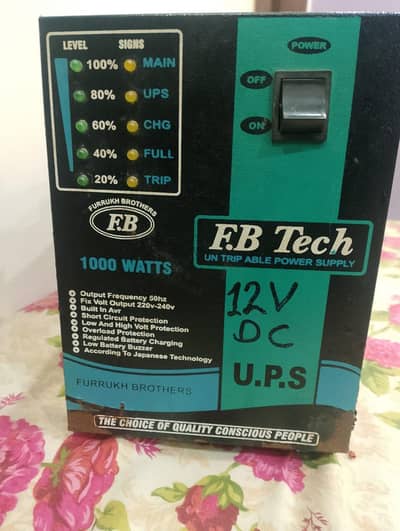 LEVEL SIGNS
100% MAIN
80% UPS
60% CHG
40% FULL
20% TRIP
POWER
OFF
ON
FURRUKH BROTHERS
F.B
1000 WATTS
F.B Tech
UN TRIP ABLE POWER SUPPLY
Output Frequency 50hz
Fix Volt Output 220v-240v
Built In Avr
Short Circuit Protection
Low And High Volt Protection
Overload Protection
Regulated Battery Charging
Low Battery Buzzer
According To Japanese Technology
12V
DC
U.P.S
FURRUKH BROTHERS
THE CHOICE OF QUALITY CONSCIOUS PEOPLE